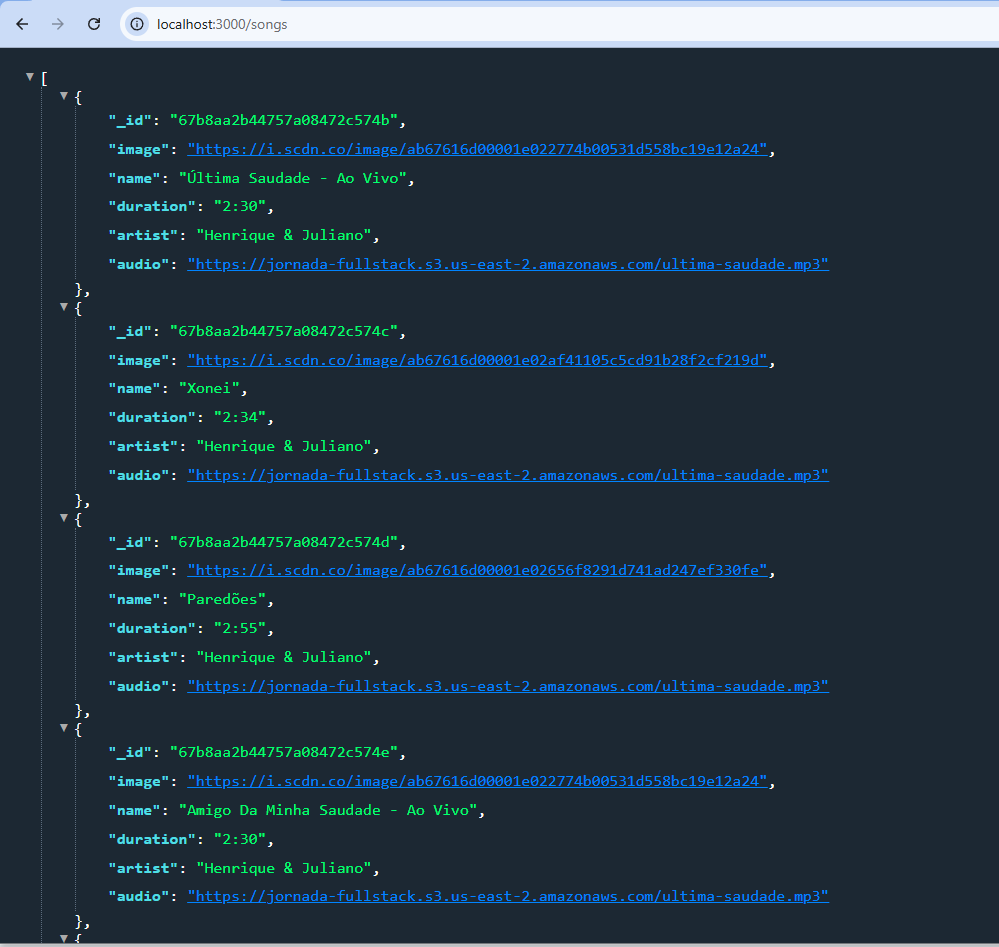 localhost:3000/songs
[
{
"_id": "67b8aa2b44757a08472c574b",
"image": "https://i.scdn.co/image/ab67616d00001e022774b00531d558bc19e12a24",
"name": "Última Saudade - Ao Vivo",
"duration": "2:30",
"artist": "Henrique & Juliano",
"audio": "https://jornada-fullstack.s3.us-east-2.amazonaws.com/ultima-saudade.mp3"
},
{
"_id": "67b8aa2b44757a08472c574c",
"image": "https://i.scdn.co/image/ab67616d00001e02af41105c5cd91b28f2cf219d",
"name": "Xonei",
"duration": "2:34",
"artist": "Henrique & Juliano",
"audio": "https://jornada-fullstack.s3.us-east-2.amazonaws.com/ultima-saudade.mp3"
},
{
"_id": "67b8aa2b44757a08472c574d",
"image": "https://i.scdn.co/image/ab67616d00001e02656f8291d741ad247ef330fe",
"name": "Paredões",
"duration": "2:55",
"artist": "Henrique & Juliano",
"audio": "https://jornada-fullstack.s3.us-east-2.amazonaws.com/ultima-saudade.mp3"
},
{
"_id": "67b8aa2b44757a08472c574e",
"image": "https://i.scdn.co/image/ab67616d00001e022774b00531d558bc19e12a24",
"name": "Amigo Da Minha Saudade - Ao Vivo",
"duration": "2:30",
"artist": "Henrique & Juliano",
"audio": "https://jornada-fullstack.s3.us-east-2.amazonaws.com/ultima-saudade.mp3"
},
{